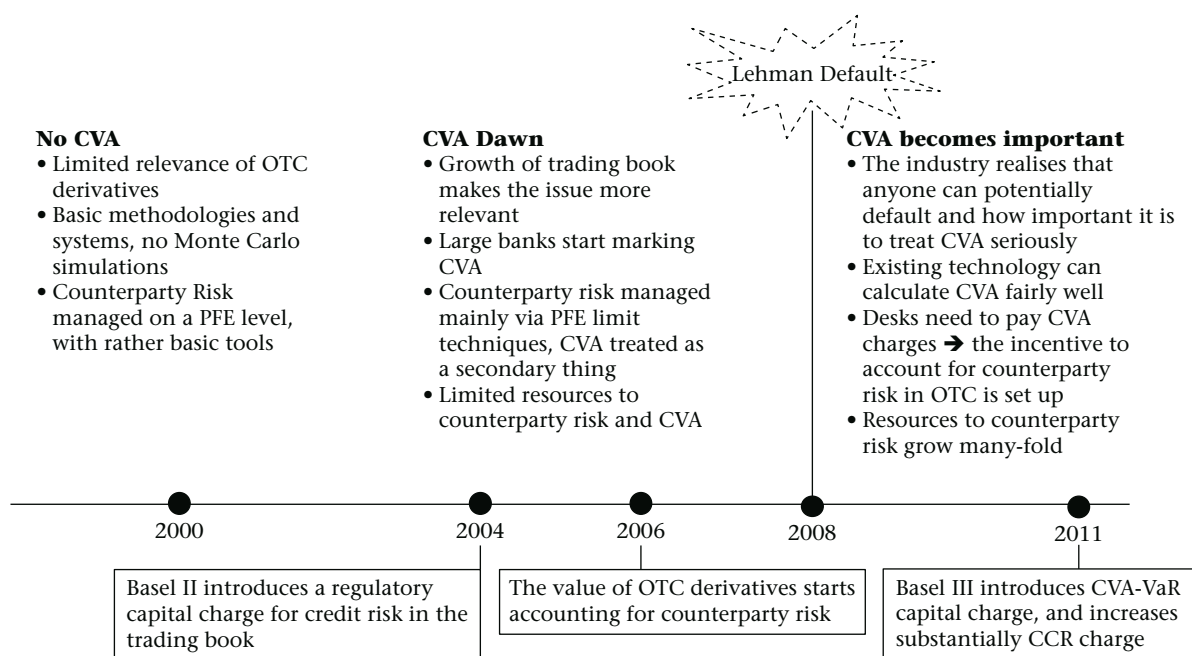 Lehman Default
No CVA
• Limited relevance of OTC
derivatives
• Basic methodologies and
systems, no Monte Carlo
simulations
• Counterparty Risk
managed on a PFE level,
with rather basic tools
CVA Dawn
• Growth of trading book
makes the issue more
relevant
• Large banks start marking
CVA
• Counterparty risk managed
mainly via PFE limit
techniques, CVA treated as
a secondary thing
• Limited resources to
counterparty risk and CVA
CVA becomes important
• The industry realises that
anyone can potentially
default and how important it is
to treat CVA seriously
• Existing technology can
calculate CVA fairly well
• Desks need to pay CVA
charges ➔ the incentive to
account for counterparty
risk in OTC is set up
• Resources to counterparty
risk grow many-fold
2000
2004
2006
2008
2011
Basel II introduces a regulatory
capital charge for credit risk in the
trading book
The value of OTC derivatives starts
accounting for counterparty risk
Basel III introduces CVA-VaR
capital charge, and increases
substantially CCR charge